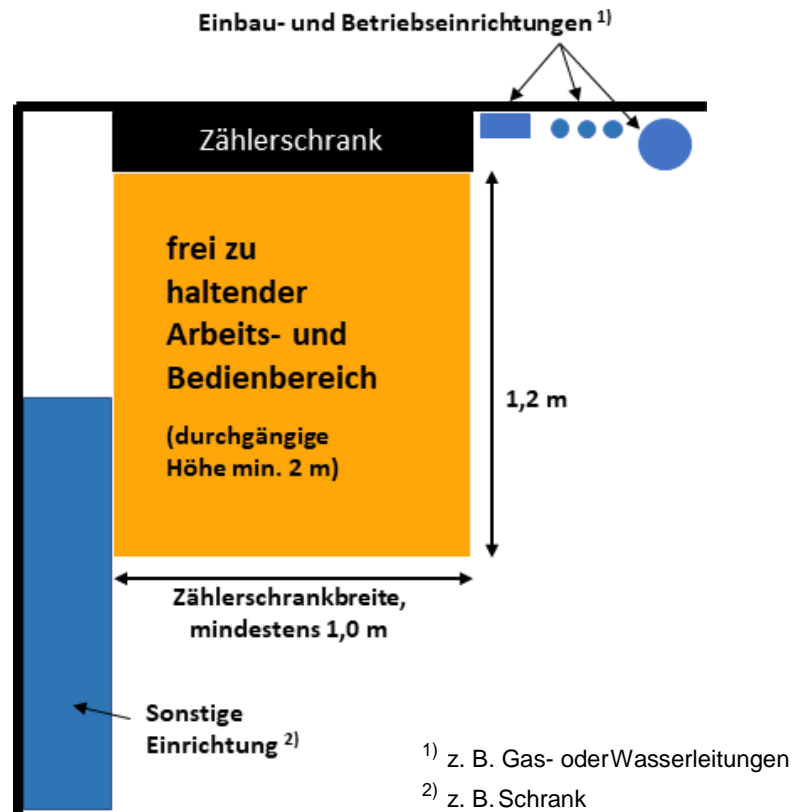 Einbau- und Betriebseinrichtungen 1)
Zählerschrank
frei zu
haltender
Arbeits- und
Bedienbereich
(durchgängige
Höhe min. 2 m)
1,2 m
Zählerschrankbreite,
mindestens 1,0 m
Sonstige
Einrichtung 2)
1) z. B. Gas- oderWasserleitungen
2) z. B. Schrank